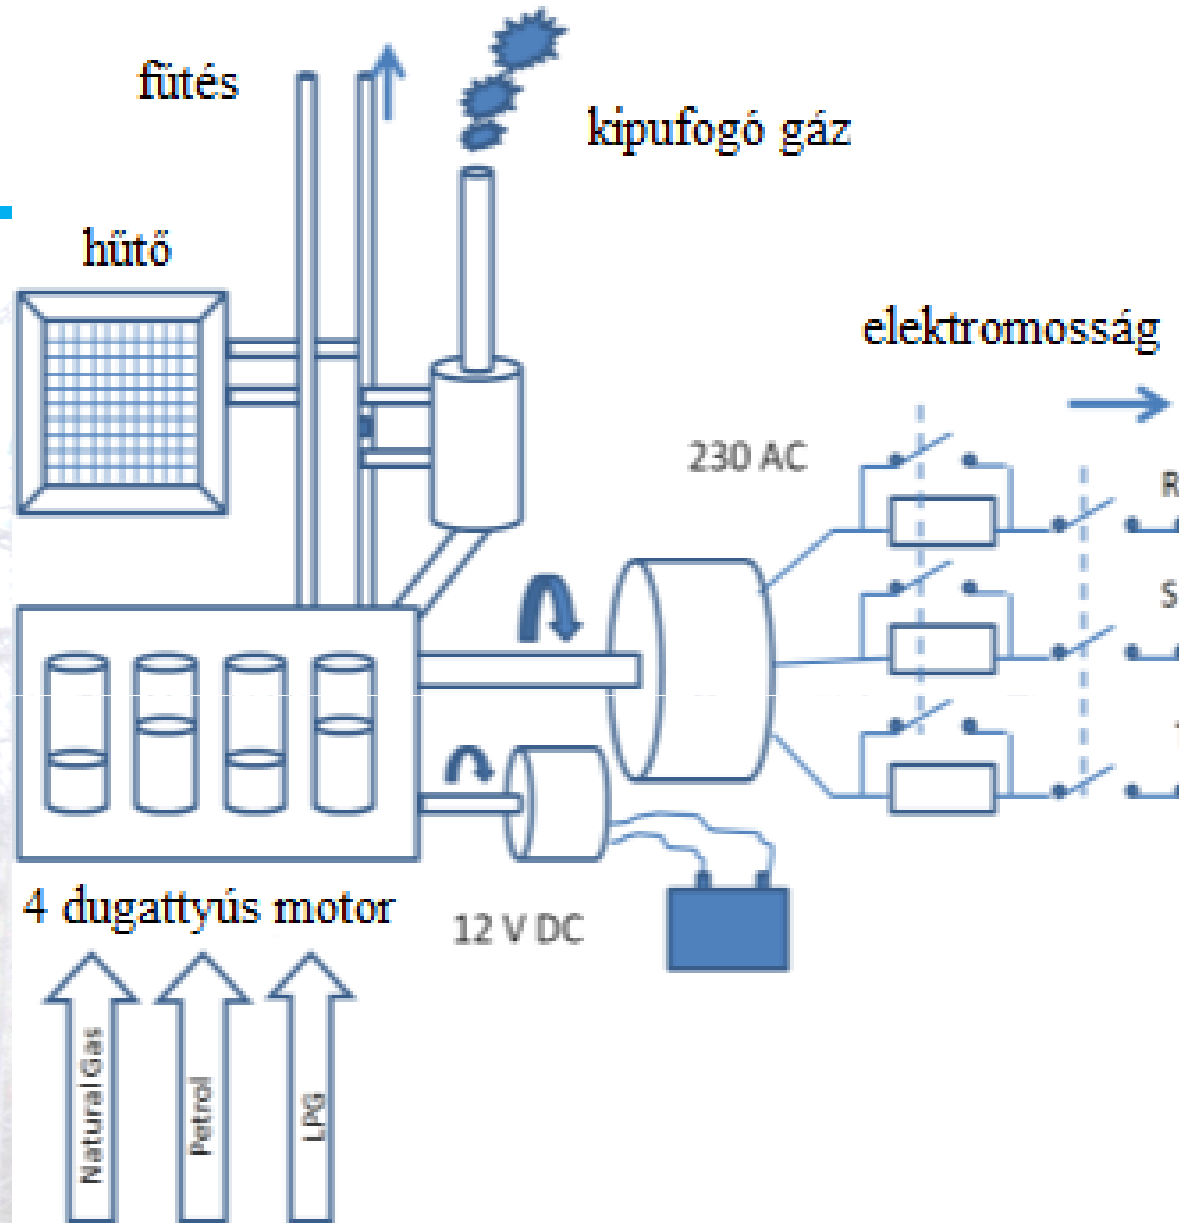 fűtés
kipufogó gáz
hűtő
elektromosság
230 AC
R
S
4 dugattyús motor
12 V DC
Natural Gas
Petrol
LPG